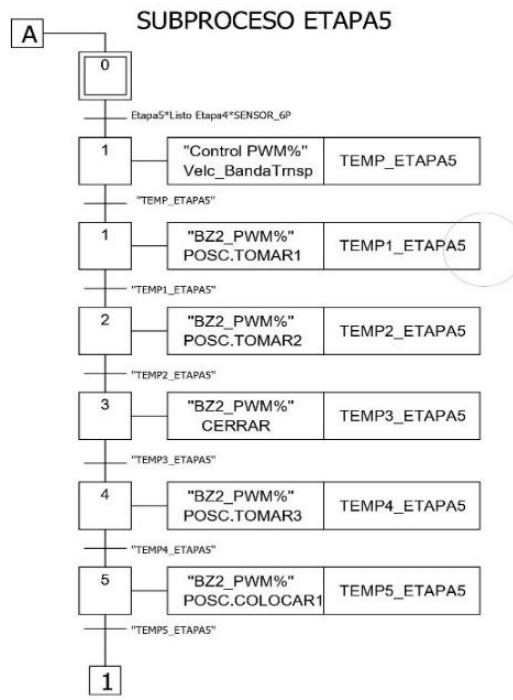 SUBPROCESO ETAPA5
A
0
Etapa5*Listo Etapa4*SENSOR_6P
1
"Control PWM%"
Velc_BandaTrnsp
TEMP_ETAPA5
"TEMP_ETAPA5"
1
"BZ2_PWM%"
POSC.TOMAR1
TEMP1_ETAPA5
"TEMP1_ETAPA5"
2
"BZ2_PWM%"
POSC.TOMAR2
TEMP2_ETAPA5
"TEMP2_ETAPA5"
3
"BZ2_PWM%"
CERRAR
TEMP3_ETAPA5
"TEMP3_ETAPA5"
4
"BZ2_PWM%"
POSC.TOMAR3
TEMP4_ETAPA5
"TEMP4_ETAPA5"
5
"BZ2_PWM%"
POSC.COLOCAR1
TEMP5_ETAPA5
"TEMP5_ETAPA5"
1